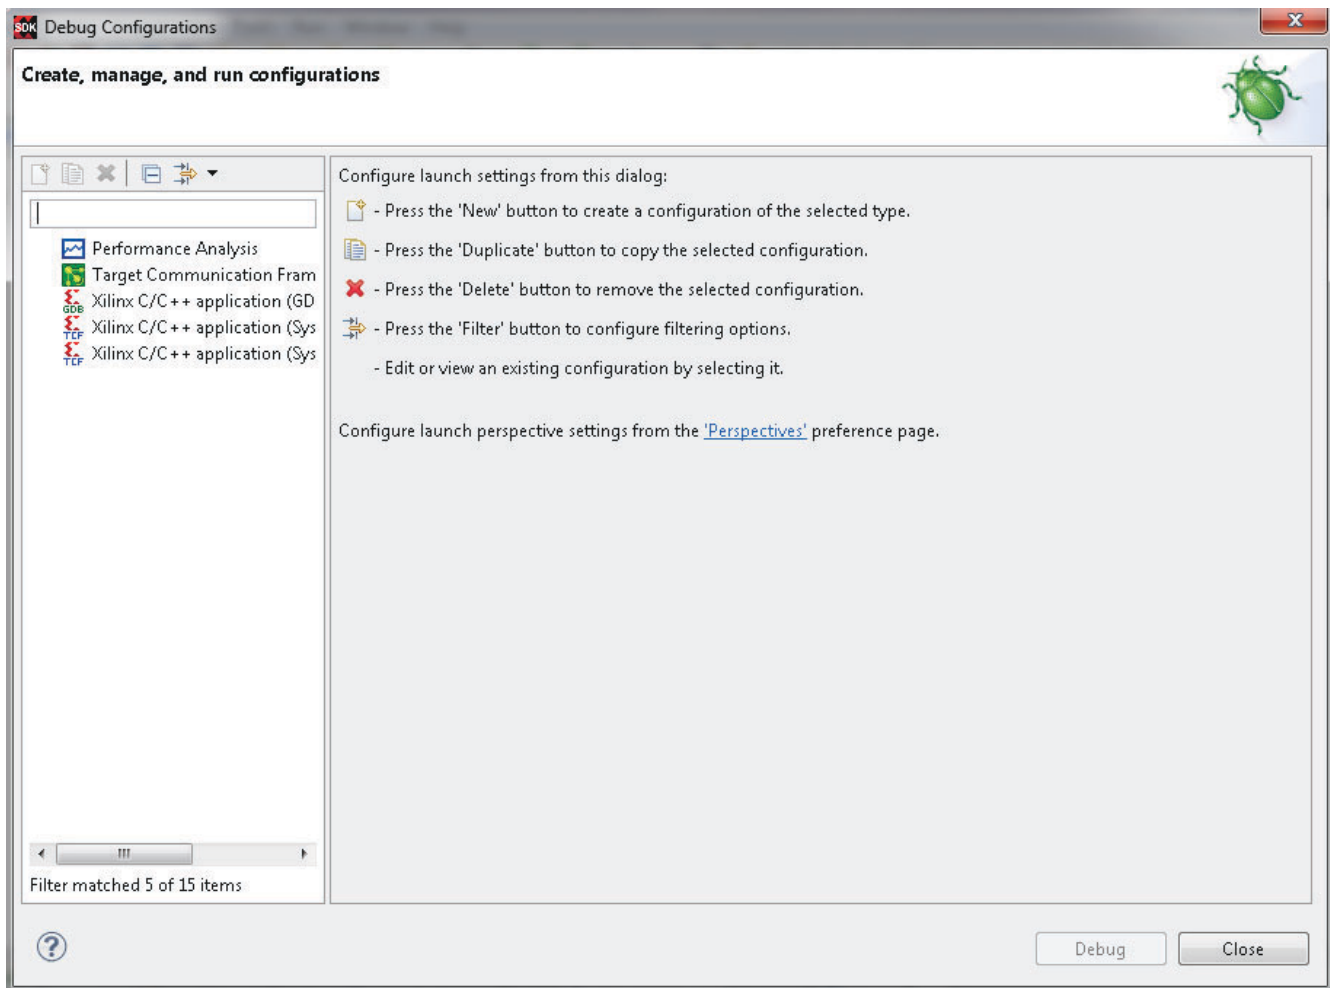 SDK Debug Configurations
Create, manage, and run configurations
Performance Analysis
Target Communication Fram
GDB Xilinx C/C++ application (GD
TCF Xilinx C/C++ application (Sys
TCF Xilinx C/C++ application (Sys
Filter matched 5 of 15 items
Configure launch settings from this dialog:
- Press the 'New' button to create a configuration of the selected type.
- Press the 'Duplicate' button to copy the selected configuration.
- Press the 'Delete' button to remove the selected configuration.
- Press the 'Filter' button to configure filtering options.
- Edit or view an existing configuration by selecting it.
Configure launch perspective settings from the 'Perspectives' preference page.
Debug
Close